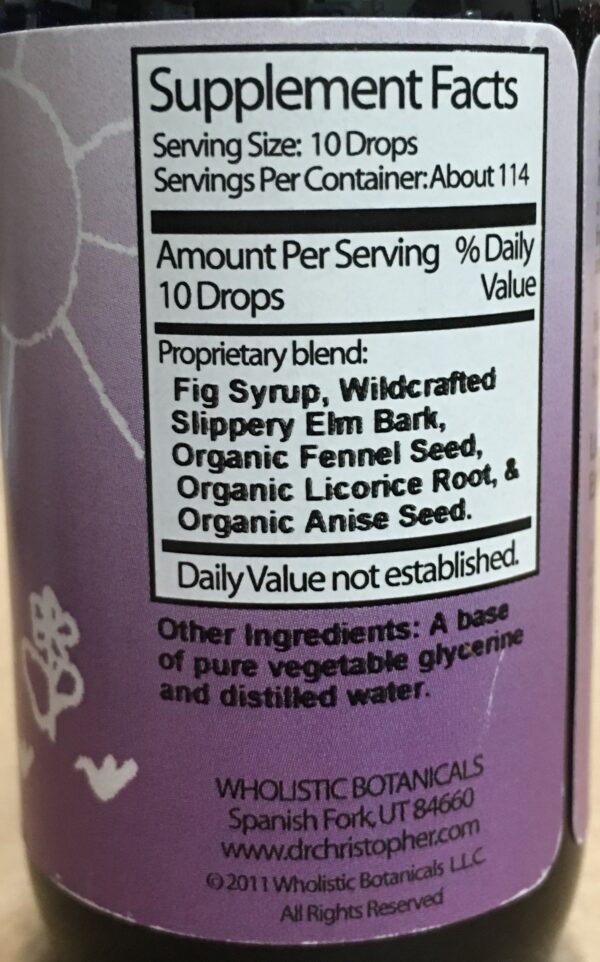 Supplement Facts
Serving Size: 10 Drops
Servings Per Container: About 114
Amount Per Serving % Daily
10 Drops Value
Proprietary blend:
Fig Syrup, Wildcrafted
Slippery Elm Bark,
Organic Fennel Seed,
Organic Licorice Root, &
Organic Anise Seed.
Daily Value not established.
Other Ingredients: A base
of pure vegetable glycerine
and distilled water.
WHOLISTIC BOTANICALS
Spanish Fork, UT 84660
www.drchristopher.com
©2011 Wholistic Botanicals LLC
All Rights Reserved